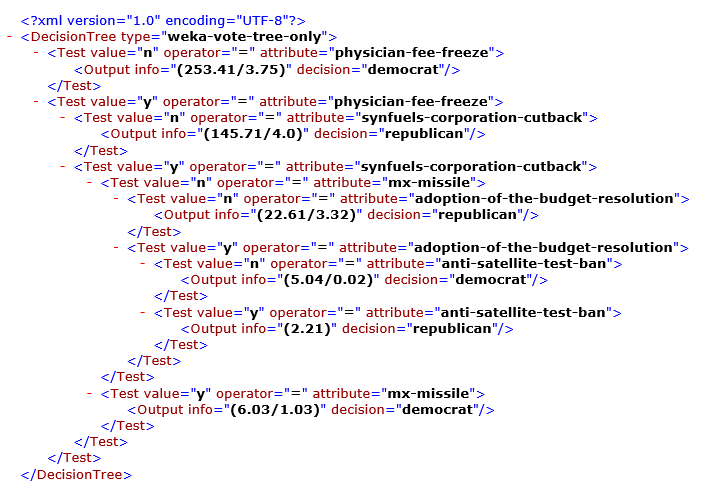 <?xml version="1.0" encoding="UTF-8"?>
- <DecisionTree type="weka-vote-tree-only">
- <Test value="n" operator="=" attribute="physician-fee-freeze">
<Output info="(253.41/3.75)" decision="democrat"/>
</Test>
- <Test value="y" operator="=" attribute="physician-fee-freeze">
- <Test value="n" operator="=" attribute="synfuels-corporation-cutback">
<Output info="(145.71/4.0)" decision="republican"/>
</Test>
- <Test value="y" operator="=" attribute="synfuels-corporation-cutback">
- <Test value="n" operator="=" attribute="mx-missile">
- <Test value="n" operator="=" attribute="adoption-of-the-budget-resolution">
<Output info="(22.61/3.32)" decision="republican"/>
</Test>
- <Test value="y" operator="=" attribute="adoption-of-the-budget-resolution">
- <Test value="n" operator="=" attribute="anti-satellite-test-ban">
<Output info="(5.04/0.02)" decision="democrat"/>
</Test>
- <Test value="y" operator="=" attribute="anti-satellite-test-ban">
<Output info="(2.21)" decision="republican"/>
</Test>
</Test>
</Test>
- <Test value="y" operator="=" attribute="mx-missile">
<Output info="(6.03/1.03)" decision="democrat"/>
</Test>
</Test>
</Test>
</DecisionTree>